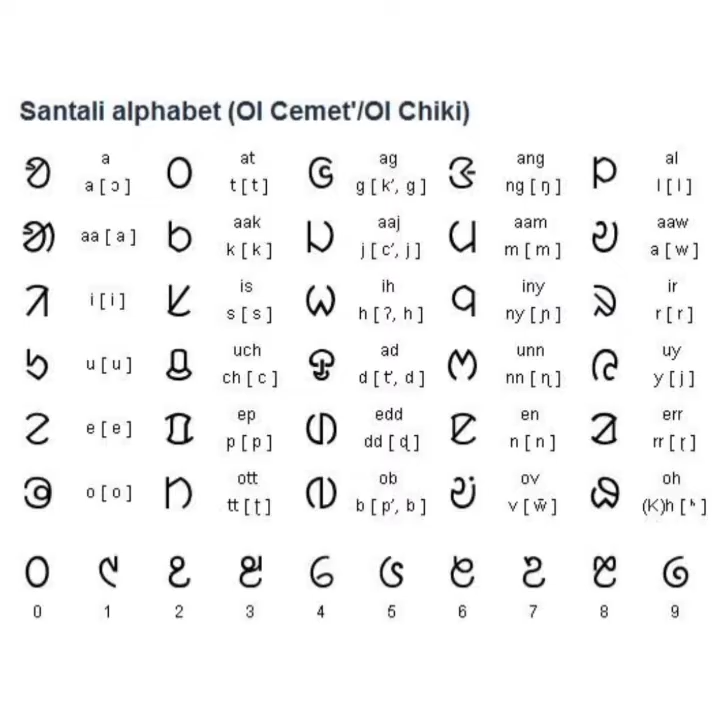 Santali alphabet (Ol Cemet'/Ol Chiki)
ᱚ a a [ɔ] ᱛ at t [t] ᱜ ag g [k', g] ᱝ ang ng [ŋ] ᱞ al l [l]
ᱟ aa [a] ᱠ aak k [k] ᱡ aaj j [c', j] ᱢ aam m [m] ᱣ aaw a [w]
ᱤ i [i] ᱥ is s [s] ᱦ ih h [ʔ, h] ᱧ iny ny [ɲ] ᱨ ir r [r]
ᱩ u [u] ᱪ uch ch [c] ᱫ ad d [t', d] ᱬ unn nn [ɳ] ᱭ uy y [j]
ᱮ e [e] ᱯ ep p [p] ᱰ edd dd [ɖ] ᱱ en n [n] ᱲ err rr [ɽ]
ᱳ o [o] ᱴ ott tt [ʈ] ᱵ ob b [p', b] ᱶ ov v [w̃] ᱷ oh (K)h [ʰ]
᱐ ᱑ ᱒ ᱓ ᱔ ᱕ ᱖ ᱗ ᱘ ᱙
0 1 2 3 4 5 6 7 8 9